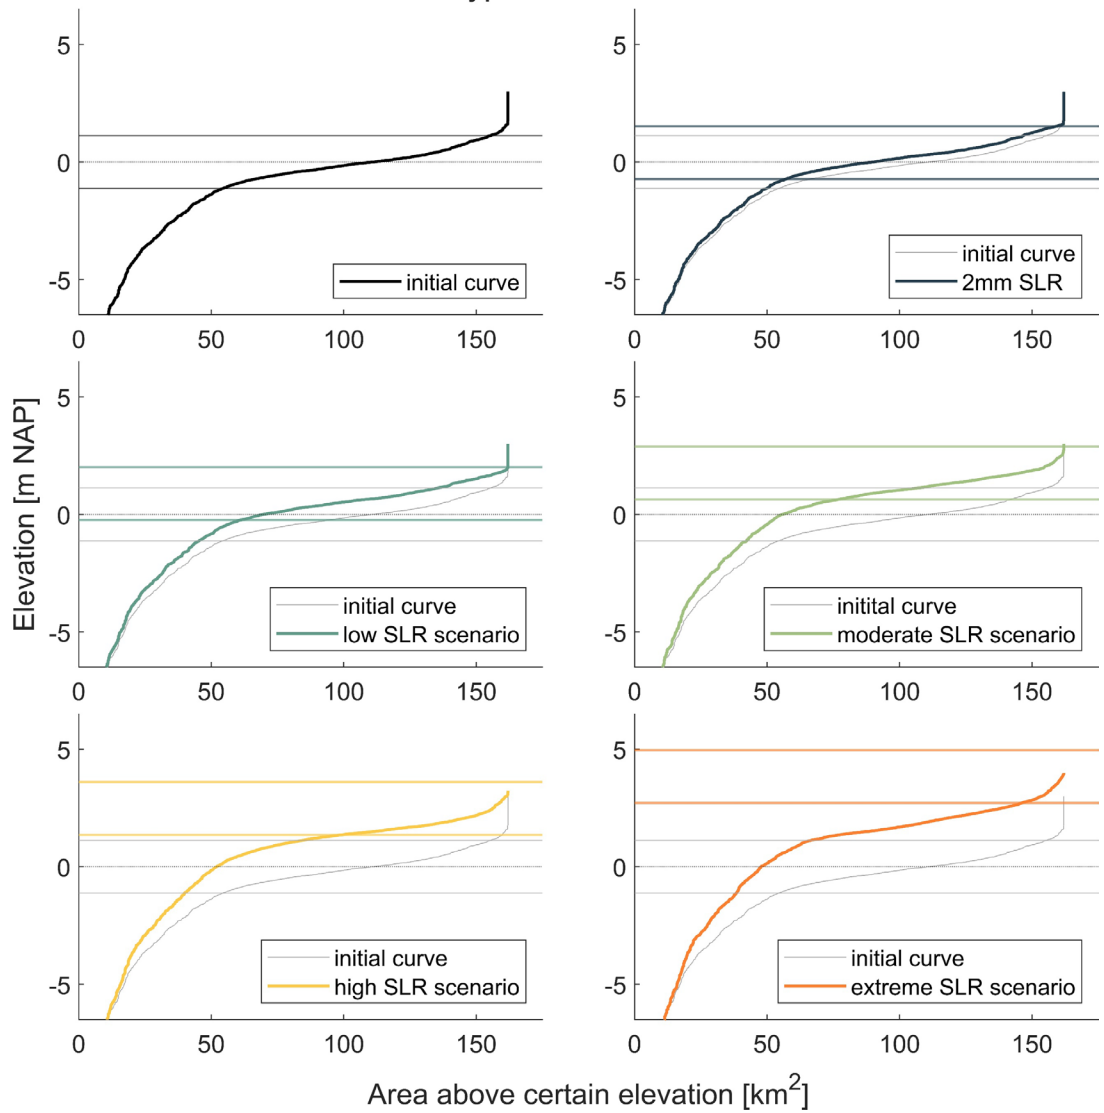 5
0
-5
0 50 100 150
initial curve
5
0
-5
0 50 100 150
initial curve
2mm SLR
Elevation [m NAP]
5
0
-5
0 50 100 150
initial curve
low SLR scenario
5
0
-5
0 50 100 150
initital curve
moderate SLR scenario
5
0
-5
0 50 100 150
initial curve
high SLR scenario
5
0
-5
0 50 100 150
initial curve
extreme SLR scenario
Area above certain elevation [km²]